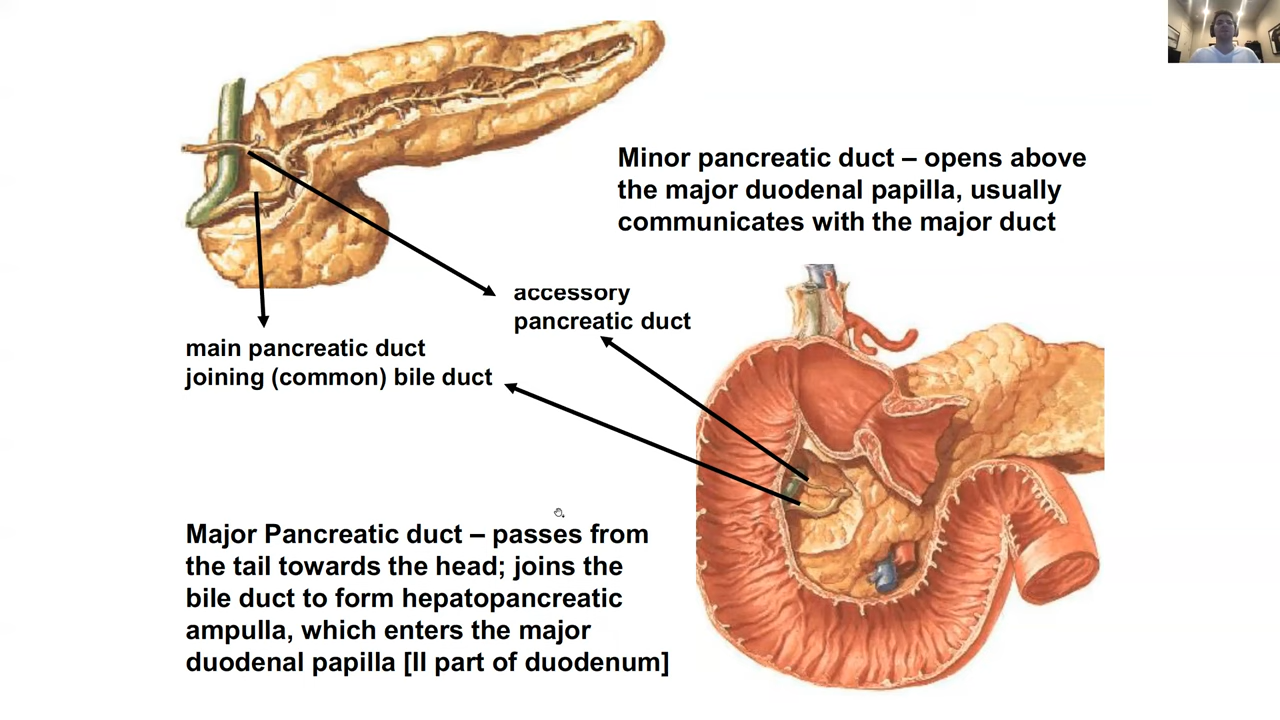 Minor pancreatic duct – opens above
the major duodenal papilla, usually
communicates with the major duct
accessory
pancreatic duct
main pancreatic duct
joining (common) bile duct
Major Pancreatic duct – passes from
the tail towards the head; joins the
bile duct to form hepatopancreatic
ampulla, which enters the major
duodenal papilla [II part of duodenum]